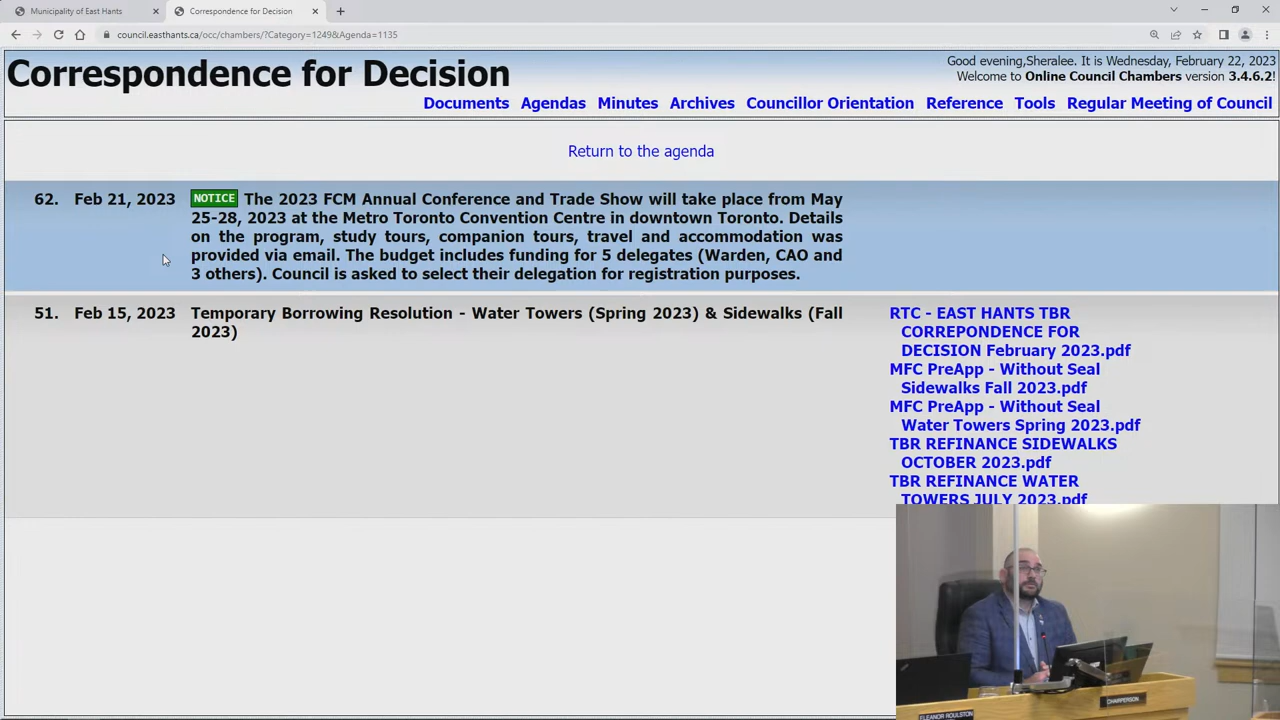 Municipality of East Hants
Correspondence for Decision
council.easthants.ca/occ/chambers/?Category=1249&Agenda=1135
Correspondence for Decision
Good evening,Sheralee. It is Wednesday, February 22, 2023
Welcome to Online Council Chambers version 3.4.6.2!
Documents Agendas Minutes Archives Councillor Orientation Reference Tools Regular Meeting of Council
Return to the agenda
62. Feb 21, 2023 NOTICE The 2023 FCM Annual Conference and Trade Show will take place from May
25-28, 2023 at the Metro Toronto Convention Centre in downtown Toronto. Details
on the program, study tours, companion tours, travel and accommodation was
provided via email. The budget includes funding for 5 delegates (Warden, CAO and
3 others). Council is asked to select their delegation for registration purposes.
51. Feb 15, 2023 Temporary Borrowing Resolution - Water Towers (Spring 2023) & Sidewalks (Fall
2023)
RTC - EAST HANTS TBR
CORREPONDENCE FOR
DECISION February 2023.pdf
MFC PreApp - Without Seal
Sidewalks Fall 2023.pdf
MFC PreApp - Without Seal
Water Towers Spring 2023.pdf
TBR REFINANCE SIDEWALKS
OCTOBER 2023.pdf
TBR REFINANCE WATER
TOWERS JULY 2023.pdf
CHAIRPERSON
ELEANOR ROULSTON